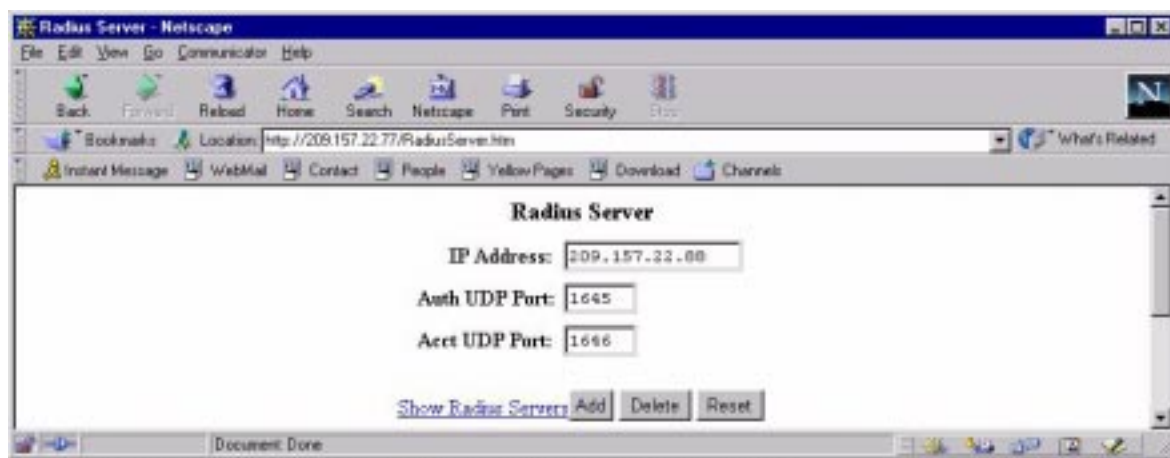 Radius Server - Netscape
File Edit View Go Communicator Help
Back Forward Reload Home Search Netscape Print Security Stop
Bookmarks Location: http://209.157.22.77/RadiusServer.htm What's Related
Instant Message WebMail Contact People Yellow Pages Download Channels
Radius Server
IP Address: 209.157.22.88
Auth UDP Port: 1645
Acct UDP Port: 1646
Show Radius Servers Add Delete Reset
Document: Done